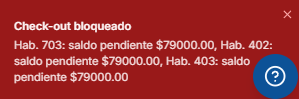 Check-out bloqueado
Hab. 703: saldo pendiente $79000.00, Hab. 402:
saldo pendiente $79000.00, Hab. 403: saldo
pendiente $79000.00